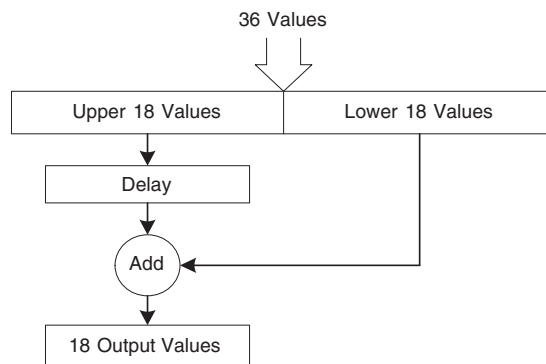 36 Values
Upper 18 Values
Lower 18 Values
Delay
Add
18 Output Values